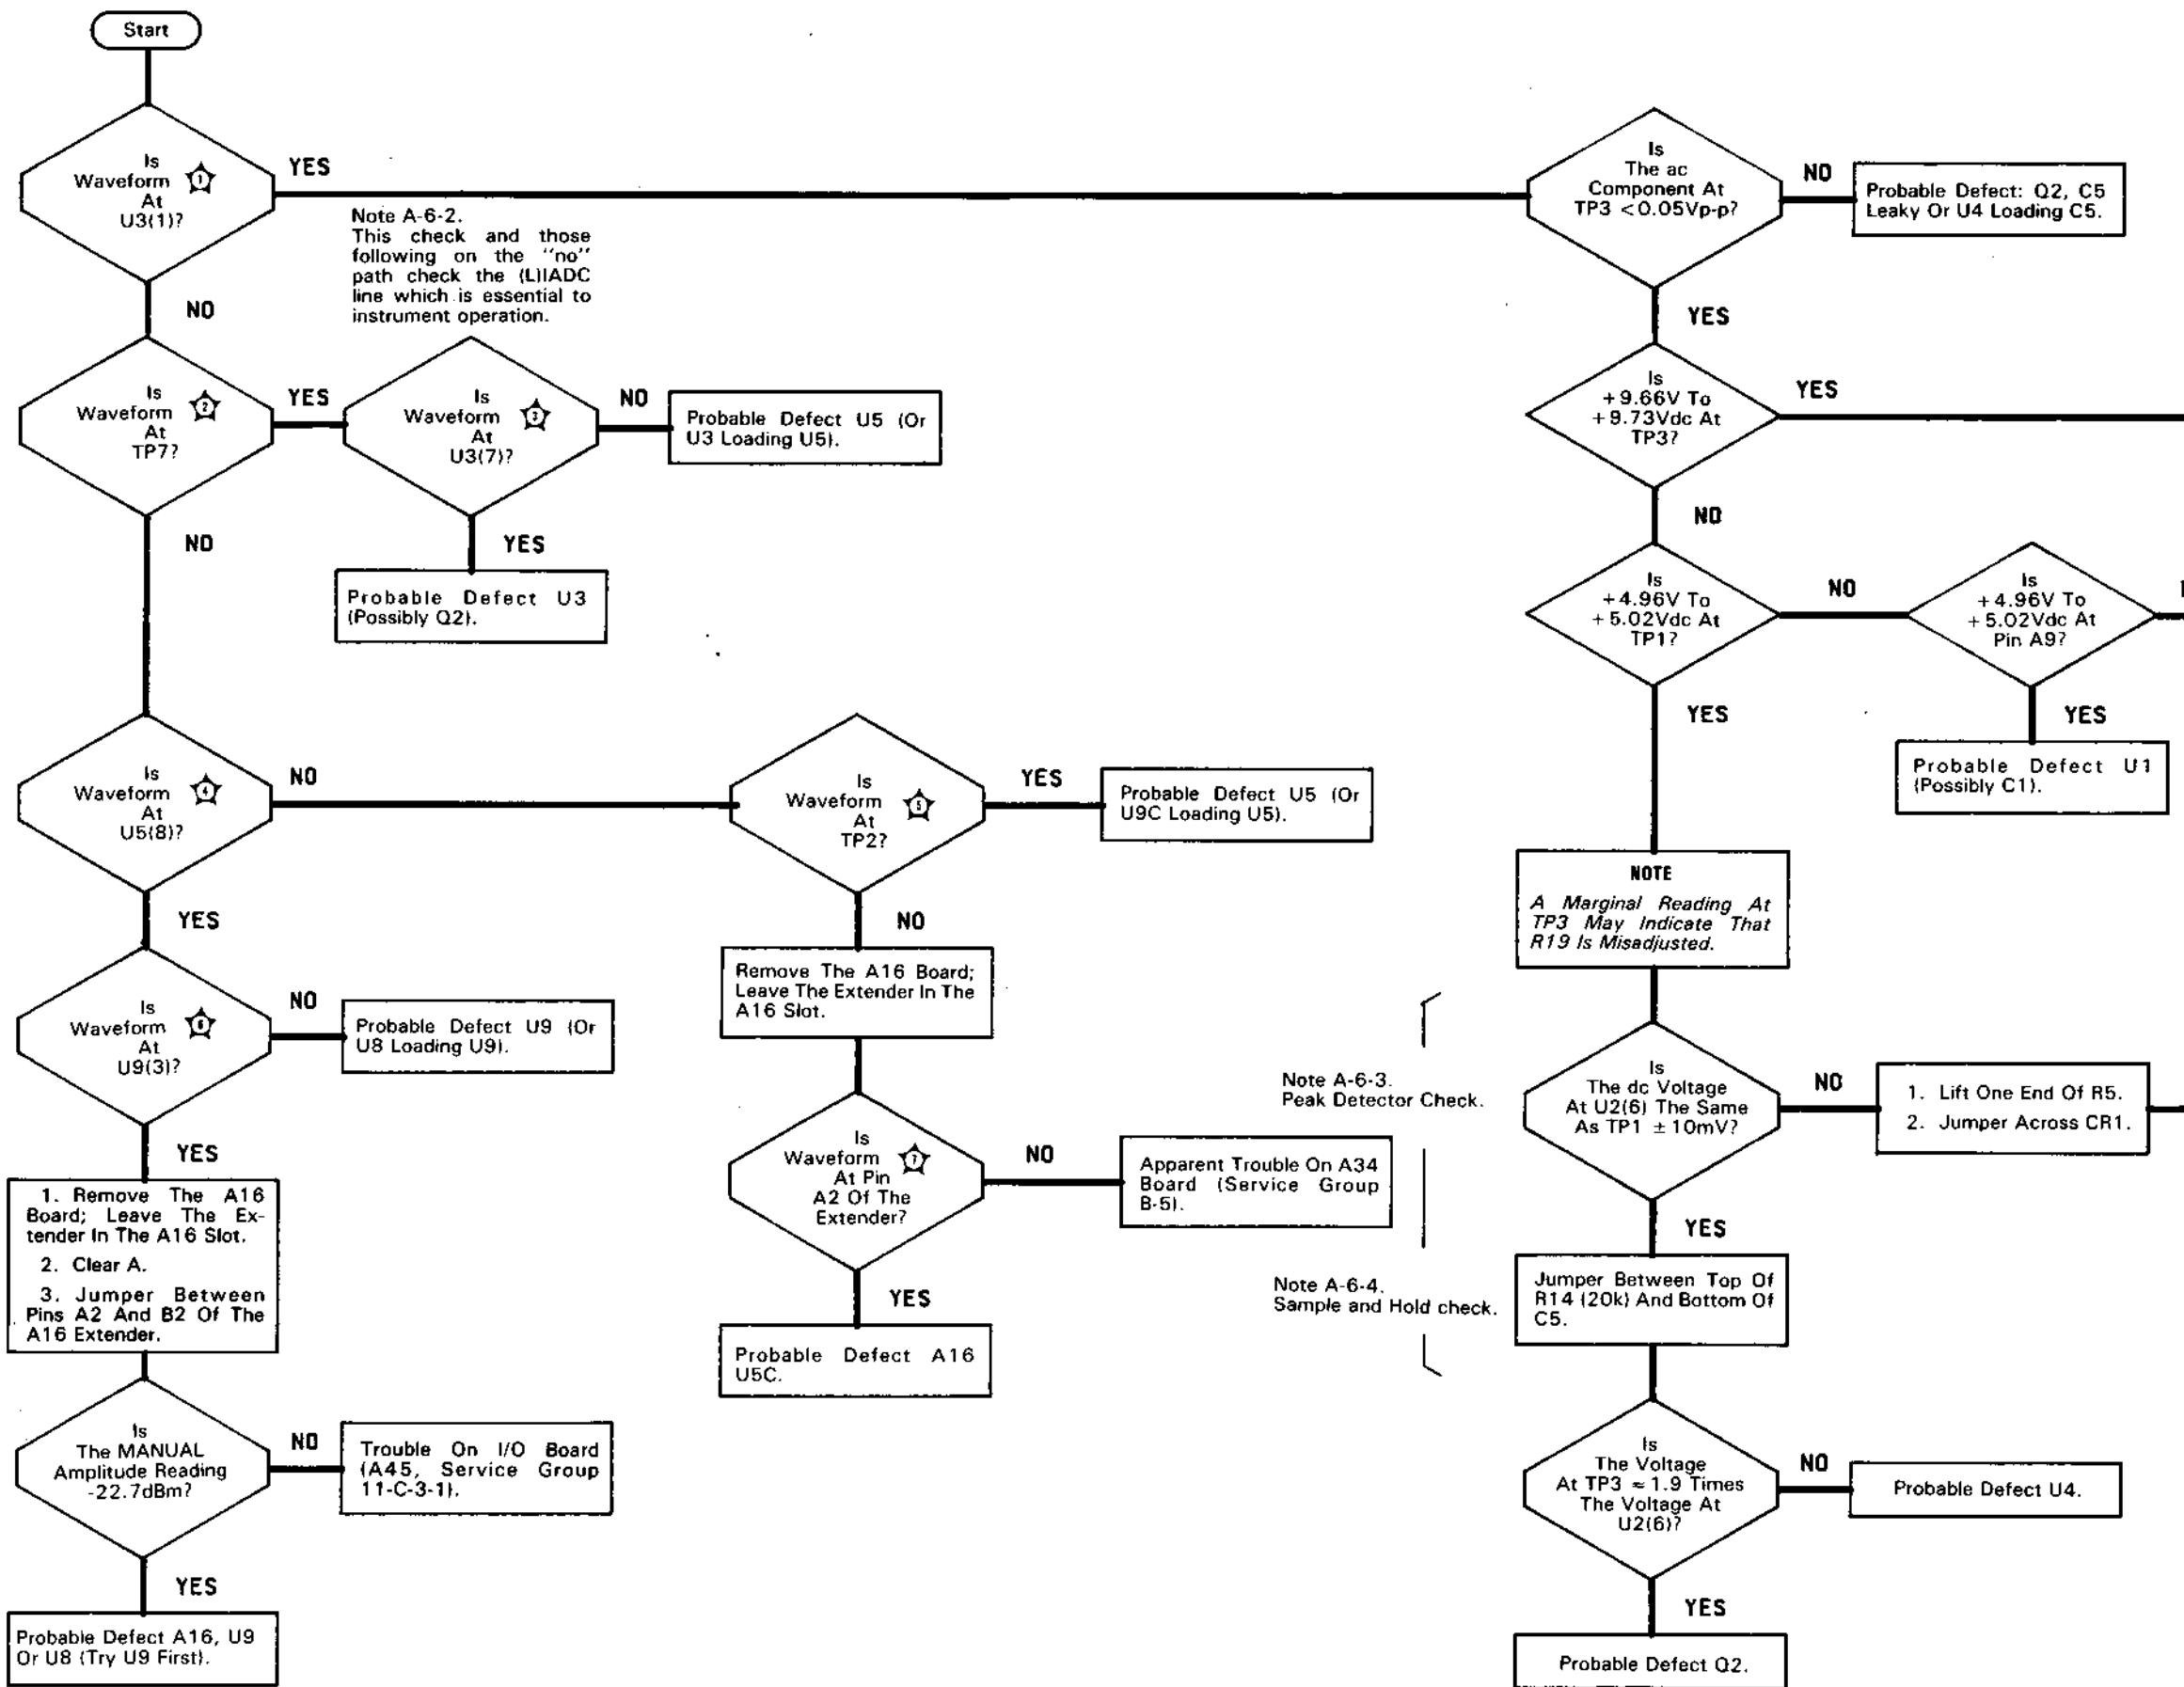 Start
Is
Waveform 1
At
U3(1)?
YES
NO
Note A-6-2.
This check and those
following on the "no"
path check the (L)IADC
line which is essential to
instrument operation.
Is
Waveform 2
At
TP7?
YES
NO
Is
Waveform 3
At
U3(7)?
NO
Probable Defect U5 (Or
U3 Loading U5).
YES
Probable Defect U3
(Possibly Q2).
Is
Waveform 4
At
U5(8)?
NO
YES
Is
Waveform 5
At
TP2?
YES
Probable Defect U5 (Or
U9C Loading U5).
NO
Remove The A16 Board;
Leave The Extender In The
A16 Slot.
Is
Waveform 7
At Pin
A2 Of The
Extender?
NO
Apparent Trouble On A34
Board (Service Group
B-5).
YES
Probable Defect A16
U5C.
Is
Waveform 6
At
U9(3)?
NO
Probable Defect U9 (Or
U8 Loading U9).
YES
1. Remove The A16
Board; Leave The Ex-
tender In The A16 Slot.
2. Clear A.
3. Jumper Between
Pins A2 And B2 Of The
A16 Extender.
Is
The MANUAL
Amplitude Reading
-22.7dBm?
NO
Trouble On I/O Board
(A45, Service Group
11-C-3-1).
YES
Probable Defect A16, U9
Or U8 (Try U9 First).
Is
The ac
Component At
TP3 <0.05Vp-p?
NO
Probable Defect: Q2, C5
Leaky Or U4 Loading C5.
YES
Is
+9.66V To
+9.73Vdc At
TP3?
YES
NO
Is
+4.96V To
+5.02Vdc At
TP1?
NO
Is
+4.96V To
+5.02Vdc At
Pin A9?
YES
Probable Defect U1
(Possibly C1).
YES
NOTE
A Marginal Reading At
TP3 May Indicate That
R19 Is Misadjusted.
Note A-6-3.
Peak Detector Check.
Is
The dc Voltage
At U2(6) The Same
As TP1 ± 10mV?
NO
1. Lift One End Of R5.
2. Jumper Across CR1.
YES
Note A-6-4.
Sample and Hold check.
Jumper Between Top Of
R14 (20k) And Bottom Of
C5.
Is
The Voltage
At TP3 ≈ 1.9 Times
The Voltage At
U2(6)?
NO
Probable Defect U4.
YES
Probable Defect Q2.